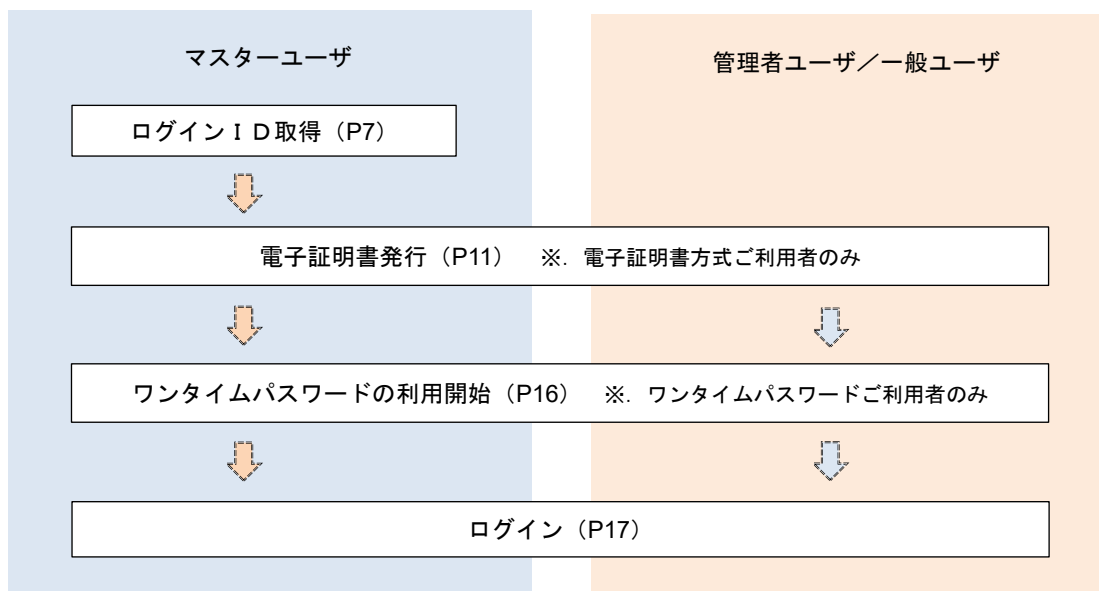 マスターユーザ
管理者ユーザ／一般ユーザ
ログインＩＤ取得（P7）
電子証明書発行（P11）　※．電子証明書方式ご利用者のみ
ワンタイムパスワードの利用開始（P16）　※．ワンタイムパスワードご利用者のみ
ログイン（P17）